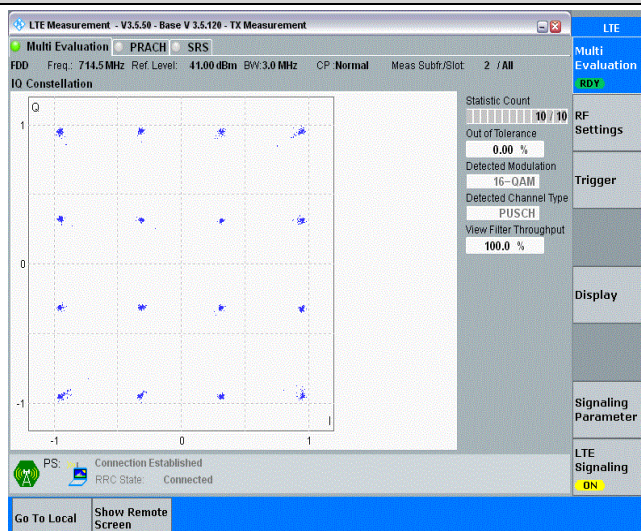 LTE Measurement - V3.5.50 - Base V 3.5.120 - TX Measurement
LTE
Multi Evaluation PRACH SRS
Multi
Evaluation
RDY
FDD Freq.: 714.5 MHz Ref. Level: 41.00 dBm BW:3.0 MHz CP :Normal Meas Subfr./Slot: 2 / All
IQ Constellation
Q
1
0
-1
-1 0 1
I
Statistic Count
10 / 10
Out of Tolerance
0.00 %
Detected Modulation
16-QAM
Detected Channel Type
PUSCH
View Filter Throughput
100.0 %
RF
Settings
Trigger
Display
Signaling
Parameter
LTE
Signaling
ON
PS: Connection Established
RRC State: Connected
Go To Local
Show Remote
Screen